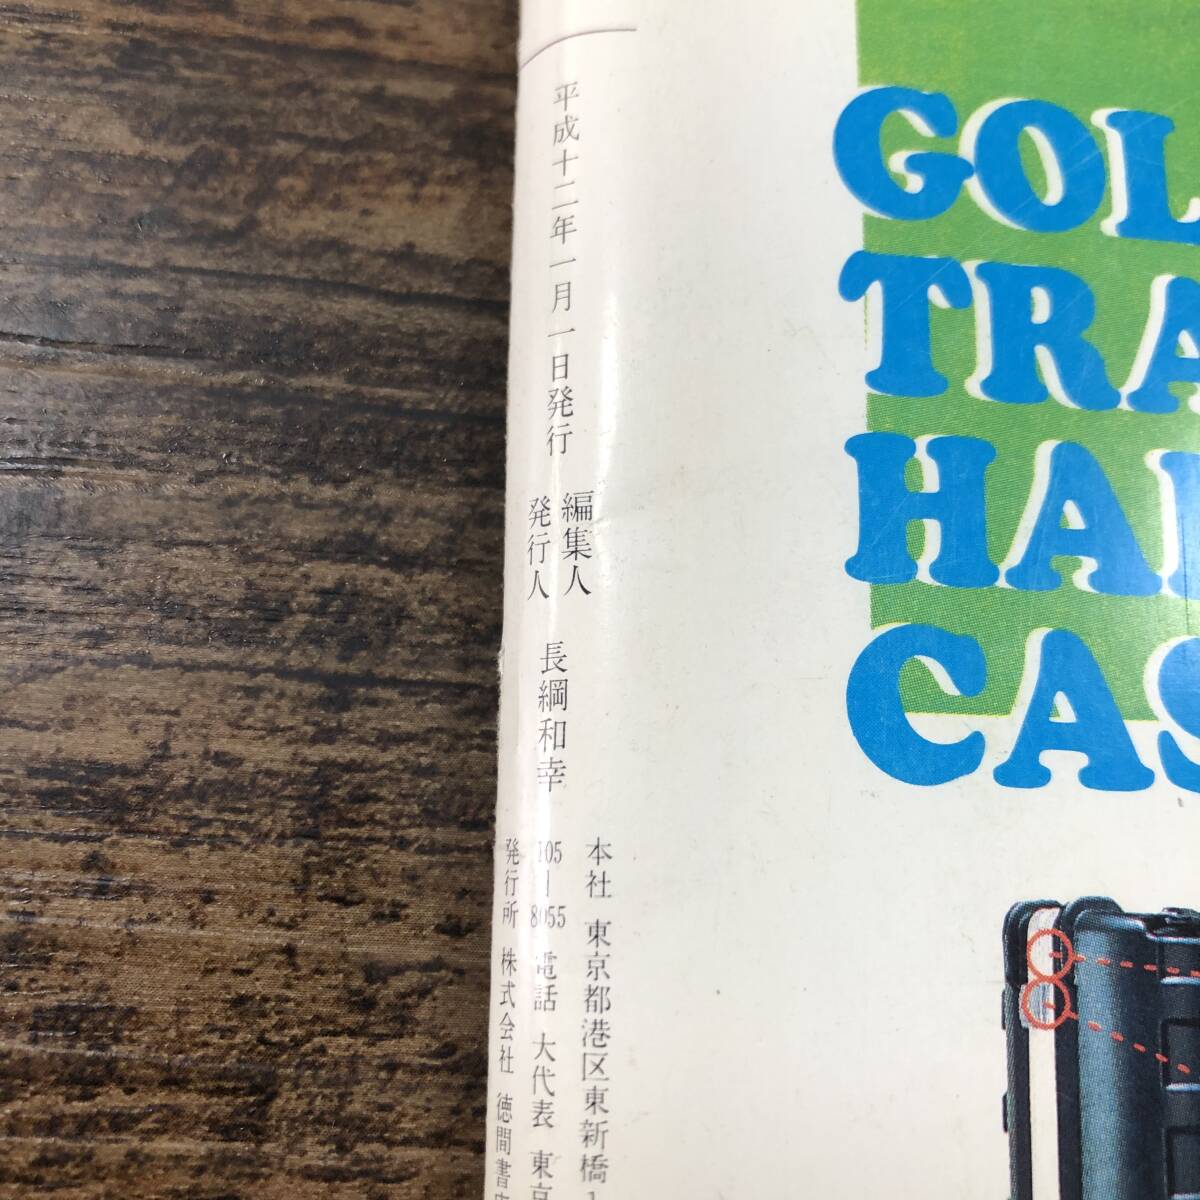 平成十二年一月一日発行
編集人
発行人
長綱和幸
本社 東京都港区東新橋
105-8055 電話 大代表 東京
発行所 株式会社 徳間書
GOL
TRA
HA
CAS